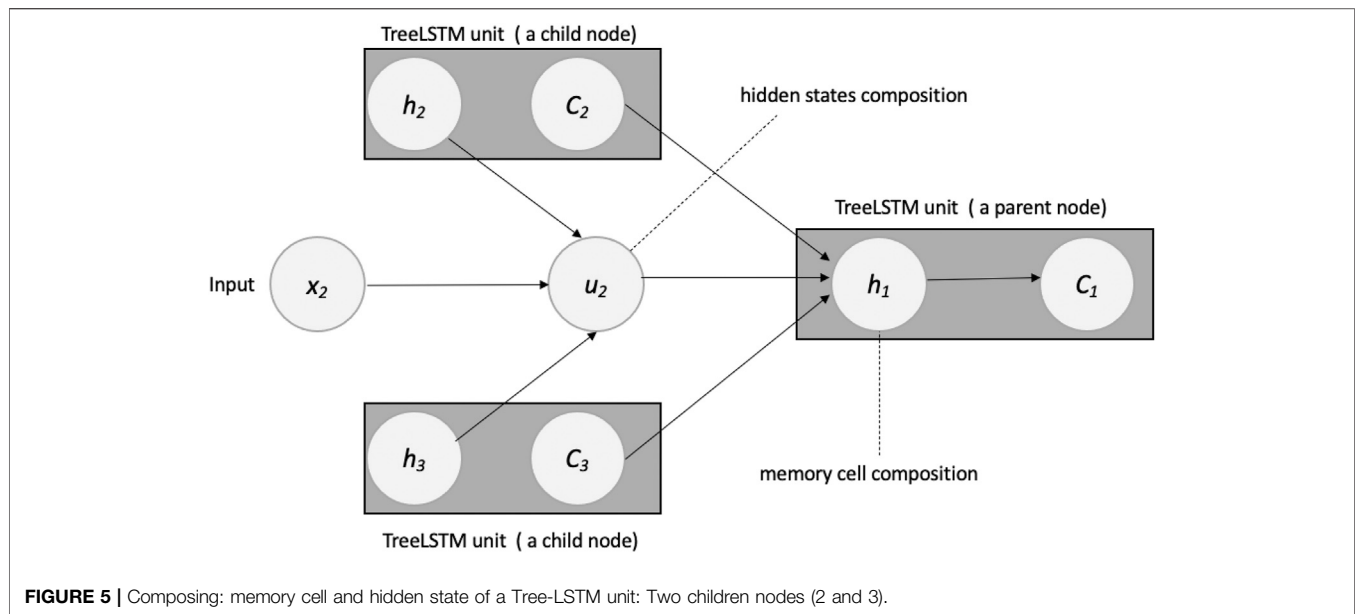 TreeLSTM unit ( a child node)
h2
C2
hidden states composition
TreeLSTM unit ( a parent node)
Input
x2
u2
h1
C1
h3
C3
memory cell composition
TreeLSTM unit ( a child node)
FIGURE 5 | Composing: memory cell and hidden state of a Tree-LSTM unit: Two children nodes (2 and 3).